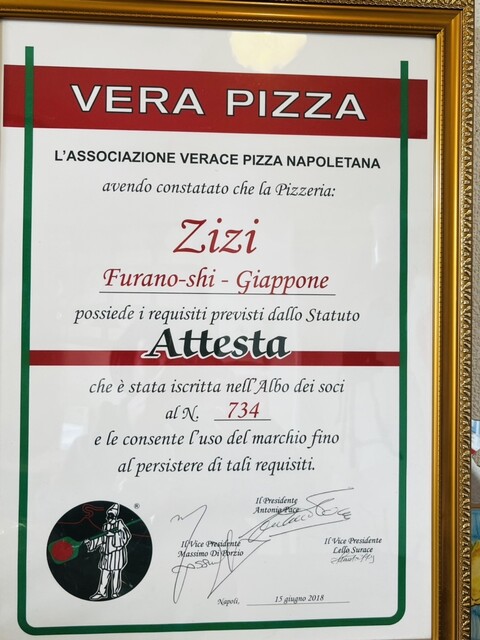 VERA PIZZA
L'ASSOCIAZIONE VERACE PIZZA NAPOLETANA
avendo constatato che la Pizzeria:
Zizi
Furano-shi - Giappone
possiede i requisiti previsti dallo Statuto
Attesta
che è stata iscritta nell'Albo dei soci
al N. 734
e le consente l'uso del marchio fino
al persistere di tali requisiti.
®
Il Presidente
Antonio Pace
Il Vice Presidente
Massimo Di Porzio
Il Vice Presidente
Lello Surace
Napoli, 15 giugno 2018